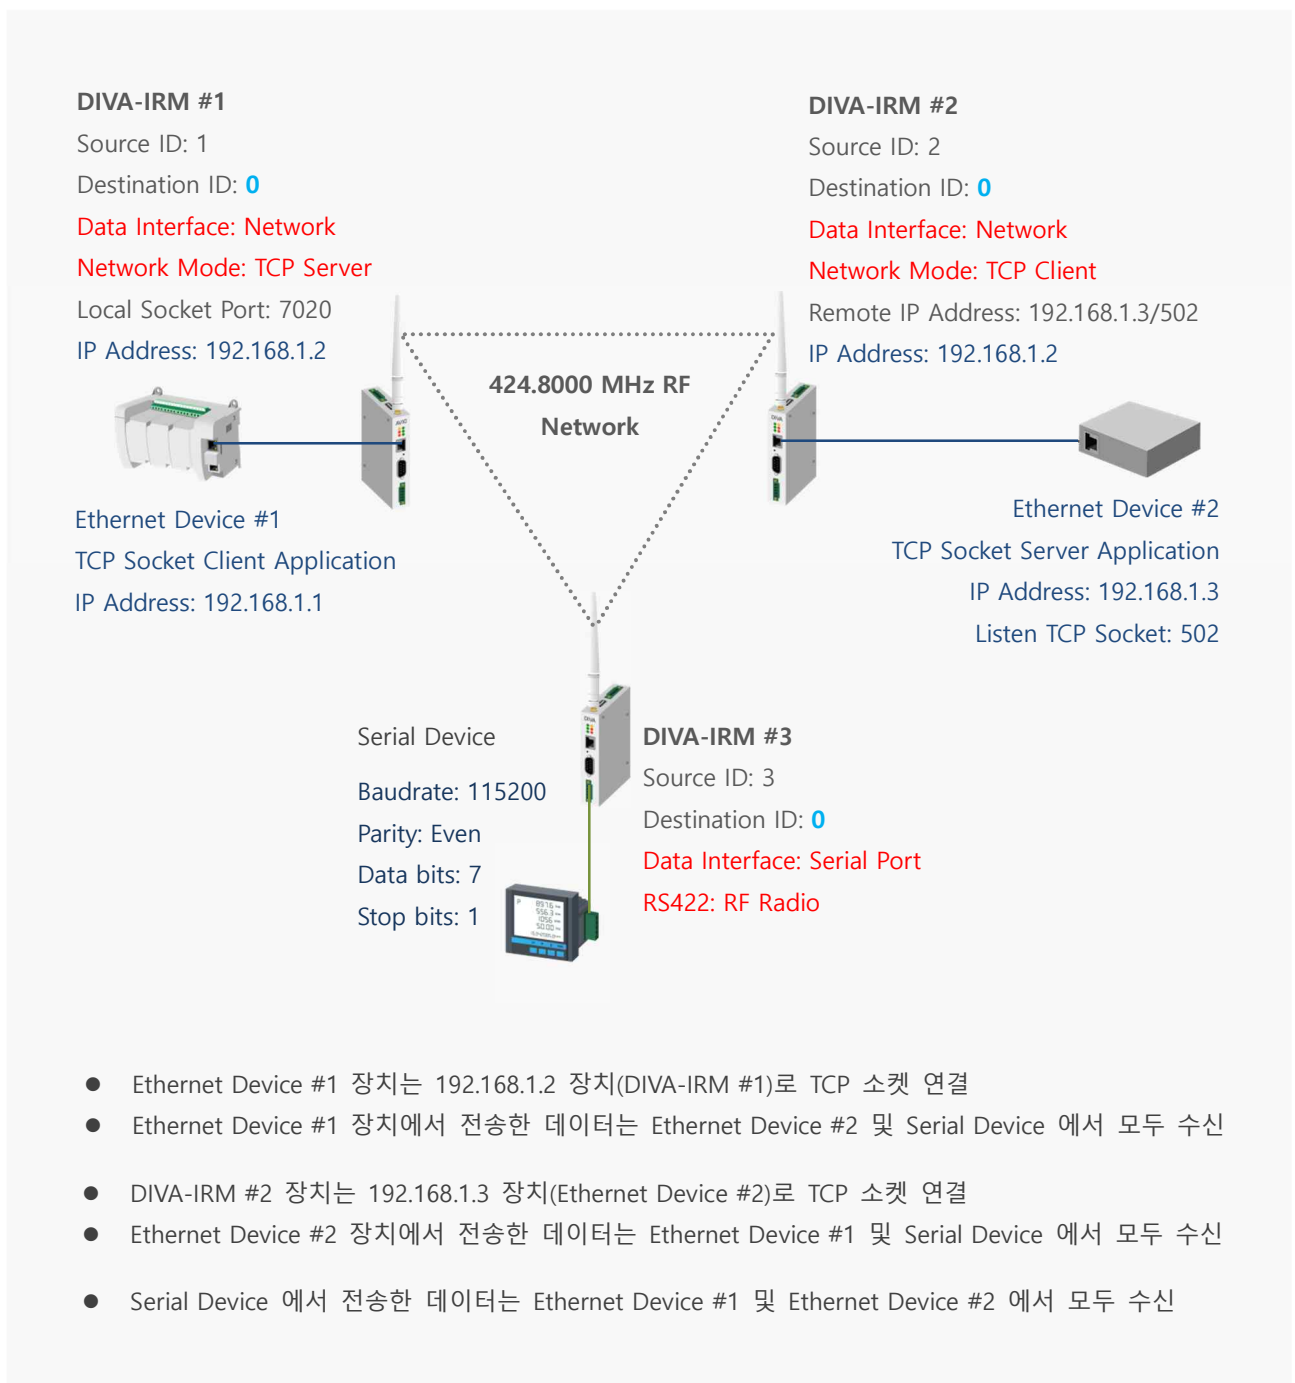 DIVA-IRM #1
Source ID: 1
Destination ID: 0
Data Interface: Network
Network Mode: TCP Server
Local Socket Port: 7020
IP Address: 192.168.1.2
DIVA-IRM #2
Source ID: 2
Destination ID: 0
Data Interface: Network
Network Mode: TCP Client
Remote IP Address: 192.168.1.3/502
IP Address: 192.168.1.2
424.8000 MHz RF
Network
DIVA
Ethernet Device #1
TCP Socket Client Application
IP Address: 192.168.1.1
Ethernet Device #2
TCP Socket Server Application
IP Address: 192.168.1.3
Listen TCP Socket: 502
DIVA
Serial Device
Baudrate: 115200
Parity: Even
Data bits: 7
Stop bits: 1
DIVA-IRM #3
Source ID: 3
Destination ID: 0
Data Interface: Serial Port
RS422: RF Radio
● Ethernet Device #1 장치는 192.168.1.2 장치(DIVA-IRM #1)로 TCP 소켓 연결
● Ethernet Device #1 장치에서 전송한 데이터는 Ethernet Device #2 및 Serial Device 에서 모두 수신
● DIVA-IRM #2 장치는 192.168.1.3 장치(Ethernet Device #2)로 TCP 소켓 연결
● Ethernet Device #2 장치에서 전송한 데이터는 Ethernet Device #1 및 Serial Device 에서 모두 수신
● Serial Device 에서 전송한 데이터는 Ethernet Device #1 및 Ethernet Device #2 에서 모두 수신